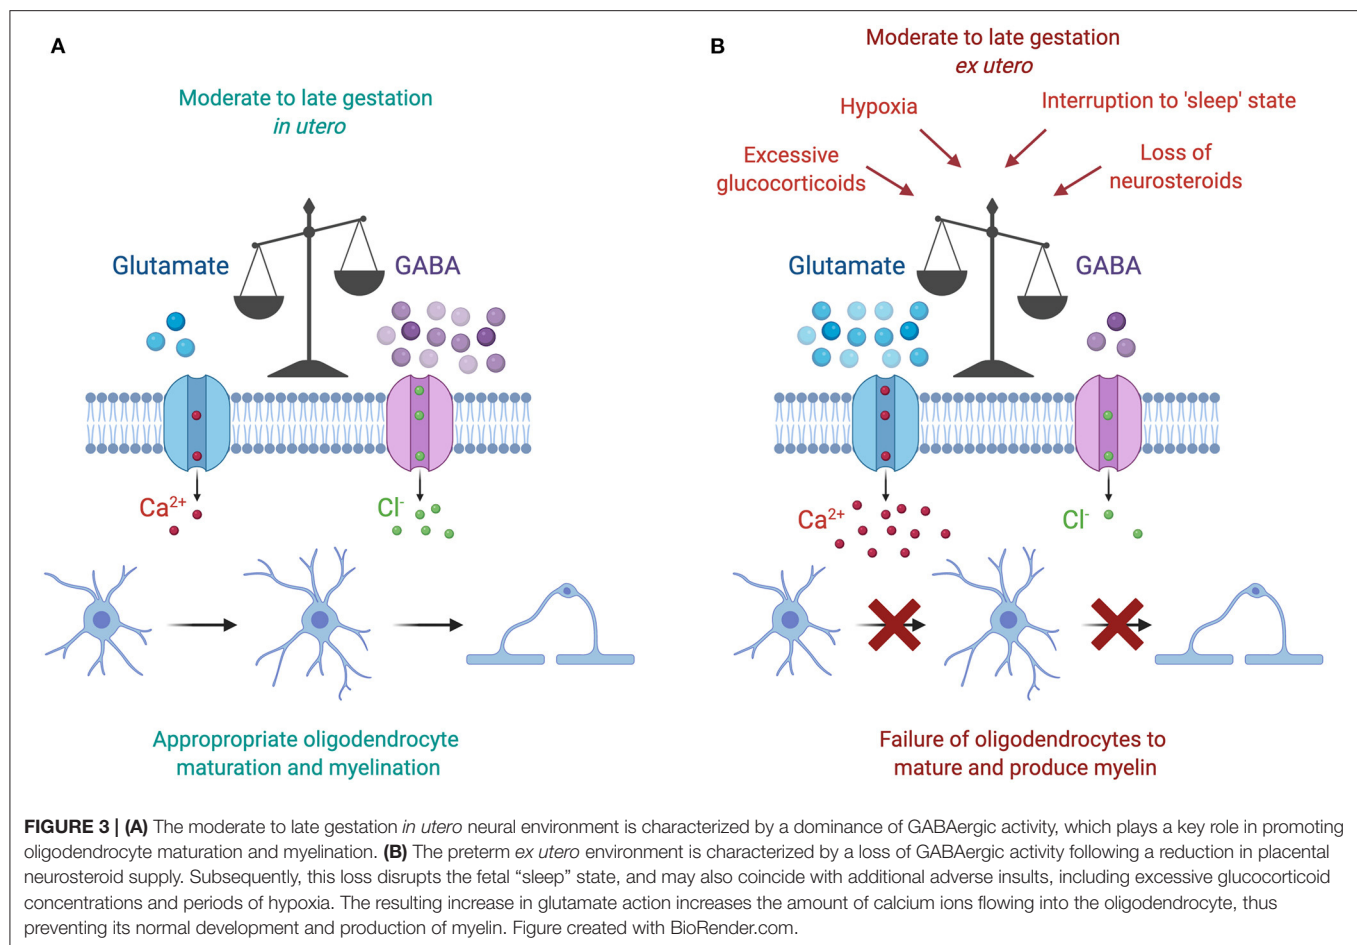 A
Moderate to late gestation
in utero
Glutamate
GABA
Ca²⁺
Cl⁻
Appropropriate oligodendrocyte
maturation and myelination
B
Moderate to late gestation
ex utero
Hypoxia
Interruption to 'sleep' state
Excessive
glucocorticoids
Loss of
neurosteroids
Glutamate
GABA
Ca²⁺
Cl⁻
Failure of oligodendrocytes to
mature and produce myelin
FIGURE 3 | (A) The moderate to late gestation in utero neural environment is characterized by a dominance of GABAergic activity, which plays a key role in promoting
oligodendrocyte maturation and myelination. (B) The preterm ex utero environment is characterized by a loss of GABAergic activity following a reduction in placental
neurosteroid supply. Subsequently, this loss disrupts the fetal “sleep” state, and may also coincide with additional adverse insults, including excessive glucocorticoid
concentrations and periods of hypoxia. The resulting increase in glutamate action increases the amount of calcium ions flowing into the oligodendrocyte, thus
preventing its normal development and production of myelin. Figure created with BioRender.com.